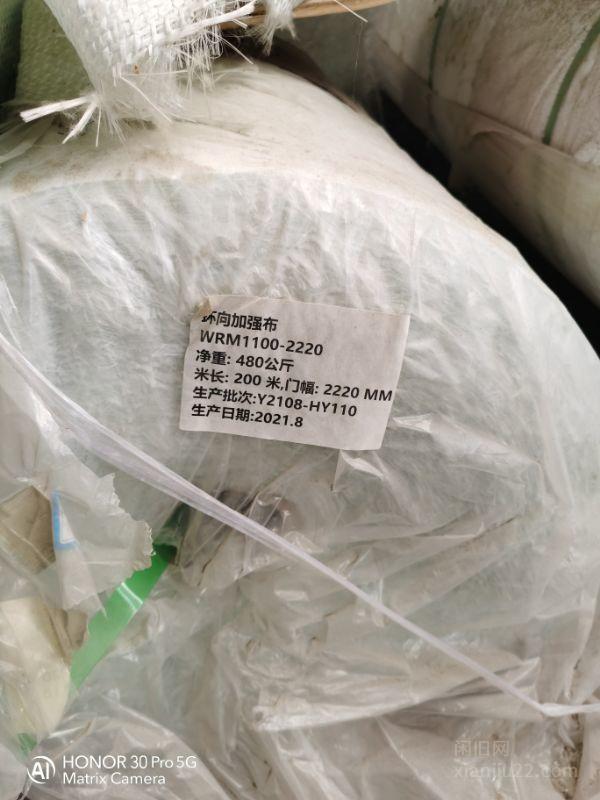 环向加强布
WRM1100-2220
净重: 480公斤
米长: 200 米,门幅: 2220 MM
生产批次:Y2108-HY110
生产日期:2021.8
AI HONOR 30 Pro 5G
Matrix Camera
闲旧网
xianjiu22.com